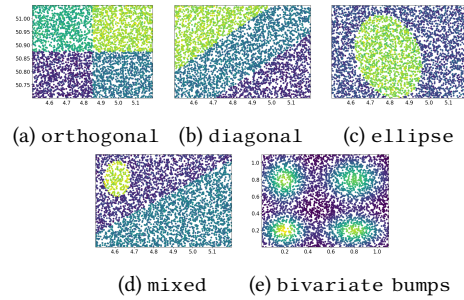 51.05
51.00
50.95
50.90
50.85
50.80
50.75
4.6 4.7 4.8 4.9 5.0 5.1
4.6 4.7 4.8 4.9 5.0 5.1
4.6 4.7 4.8 4.9 5.0 5.1
(a) orthogonal (b) diagonal (c) ellipse
1.0
0.8
0.6
0.4
0.2
4.6 4.7 4.8 4.9 5.0 5.1
0.2 0.4 0.6 0.8 1.0
(d) mixed (e) bivariate bumps